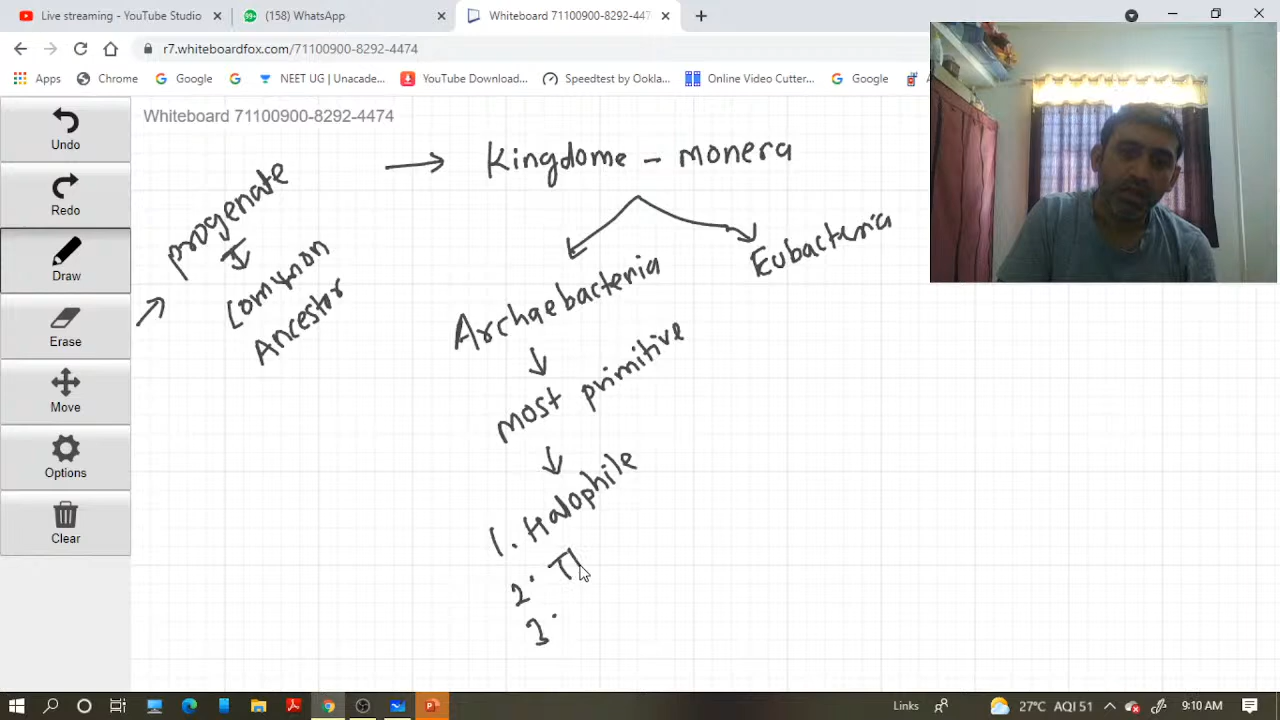 Live streaming - YouTube Studio
(158) WhatsApp
Whiteboard 71100900-8292-4474
r7.whiteboardfox.com/71100900-8292-4474
Apps
Chrome
Google
NEET UG | Unacade...
YouTube Download...
Speedtest by Ookla...
Online Video Cutter...
Google
Whiteboard 71100900-8292-4474
Undo
Redo
Draw
Erase
Move
Options
Clear
progenate
Common
Ancestor
Kingdome - monera
Archaebacteria
Eubacteria
most primitive
1. Halophile
2. Th
3.
Links
27°C AQI 51
9:10 AM